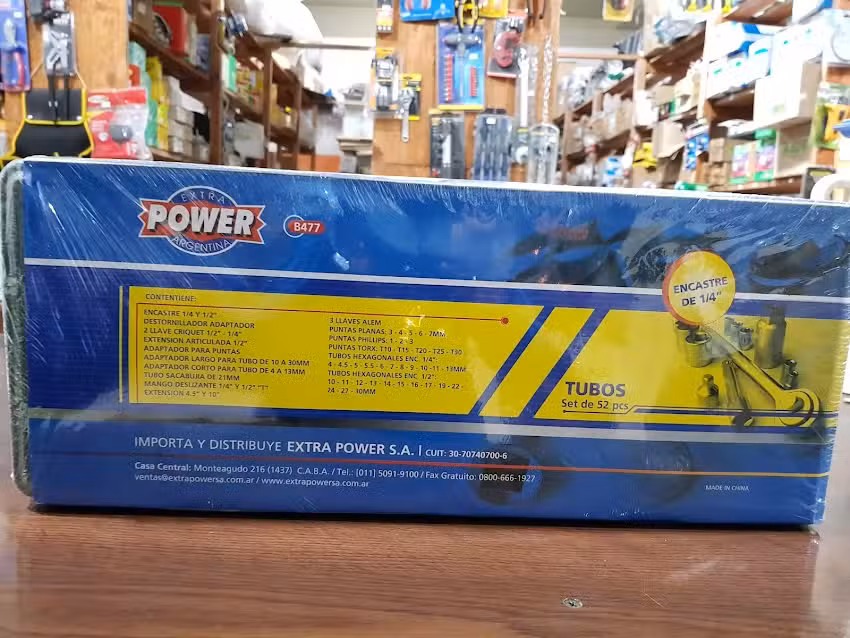 EXTRA
POWER
ARGENTINA
B477
ENCASTRE
DE 1/4"
CONTENIENE:
ENCASTRE 1/4 Y 1/2"
DESTORNILLADOR ADAPTADOR
2 LLAVE CRIQUET 1/2" - 1/4"
EXTENSION ARTICULADA 1/2"
ADAPTADOR PARA PUNTAS
ADAPTADOR LARGO PARA TUBO DE 10 A 30MM
ADAPTADOR CORTO PARA TUBO DE 4 A 13MM
TUBO SACABURA DE 21MM
MANGO DESLIZANTE 1/4" Y 1/2" "T"
EXTENSION 4.5" Y 10"
3 LLAVES ALEM
PUNTAS PLANAS: 3 - 4 - 5 - 6 - 7MM
PUNTAS PHILLIPS: 1 - 2 - 3
PUNTAS TORX: T10 - T15 - T20 - T25 - T30
TUBOS HEXAGONALES ENC. 1/4":
4 - 4.5 - 5 - 5.5 - 6 - 7 - 8 - 9 - 10 - 11 - 13MM
TUBOS HEXAGONALES ENC. 1/2":
10 - 11 - 12 - 13 - 14 - 15 - 16 - 17 - 19 - 22 -
24 - 27 - 30MM
TUBOS
Set de 52 pcs
IMPORTA Y DISTRIBUYE EXTRA POWER S.A. | CUIT: 30-70740700-6
Casa Central: Monteagudo 216 (1437) C.A.B.A. / Tel.: (011) 5091-9100 / Fax Gratuito: 0800-666-1927
ventas@extrapowersa.com.ar / www.extrapowersa.com.ar
MADE IN CHINA